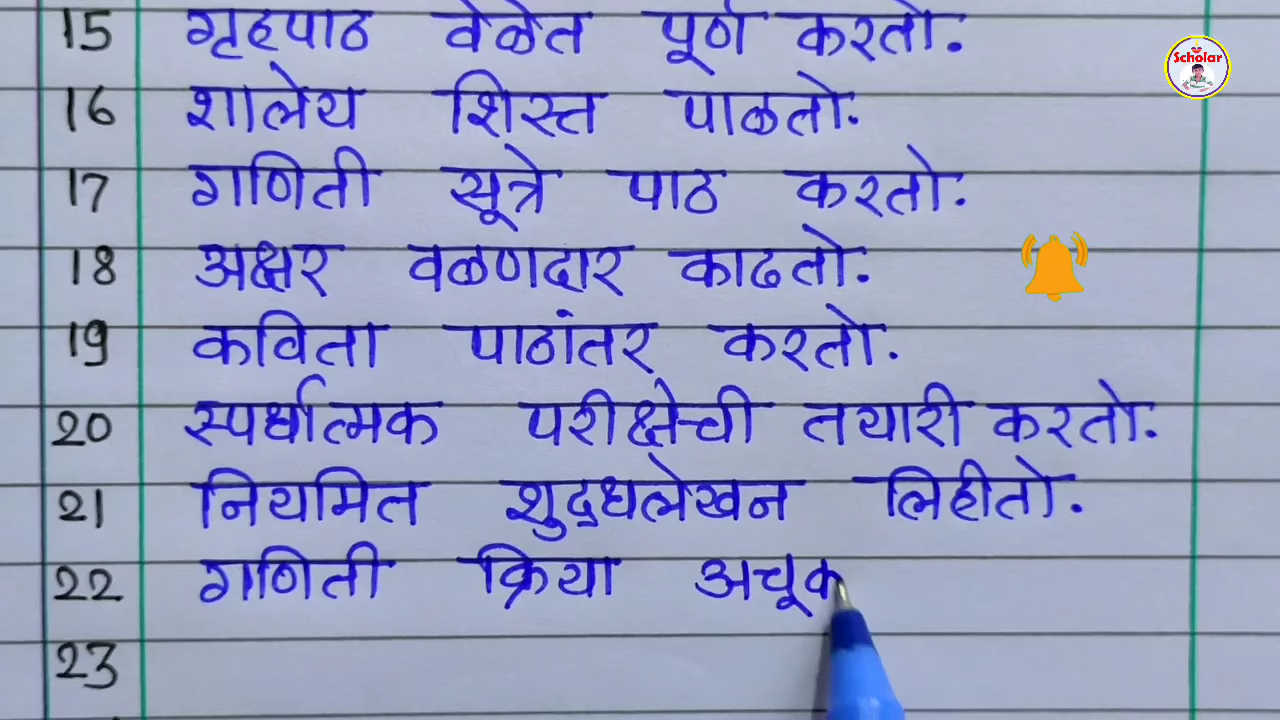 15 गृहपाठ वेळेत पूर्ण करतो.
Scholar
16 शालेय शिस्त पाळतो.
17 गणिती सूत्रे पाठ करतो.
18 अक्षर वळणदार काढतो.
19 कविता पाठांतर करतो.
20 स्पर्धात्मक परीक्षेची तयारी करतो.
21 नियमित शुद्धलेखन लिहीतो.
22 गणिती क्रिया अचूक
23